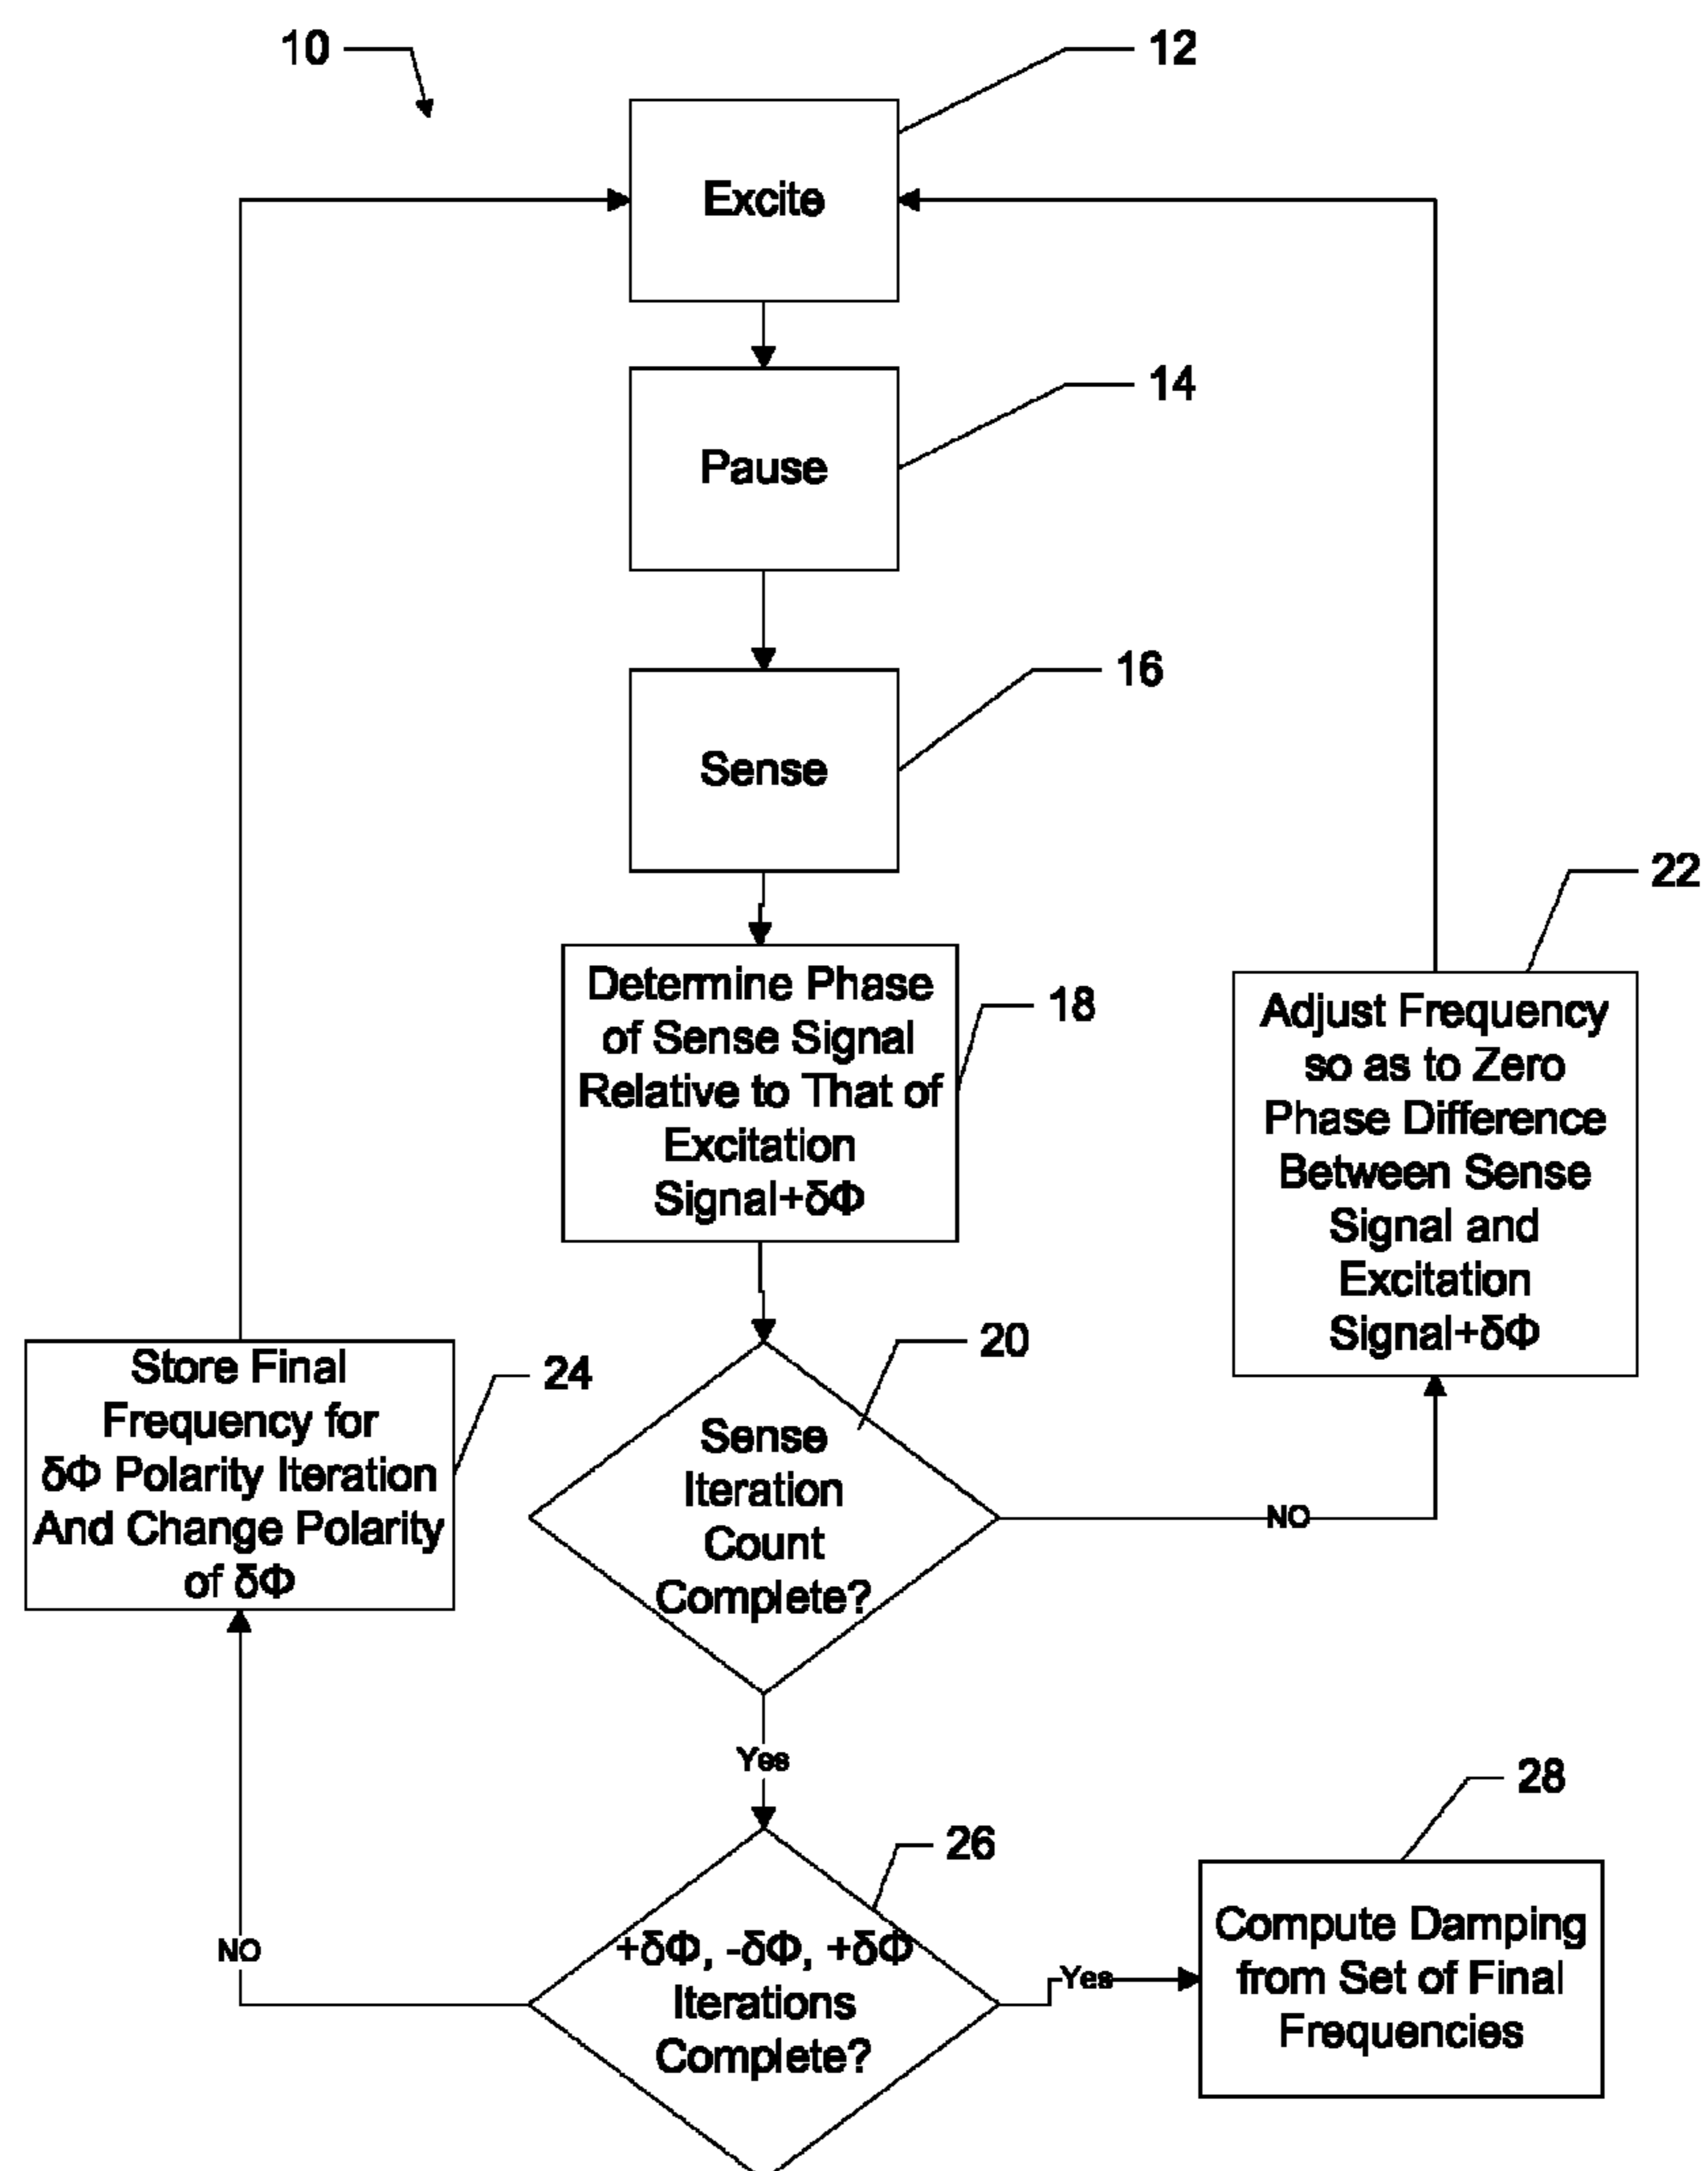 10
12
Excite
14
Pause
16
Sense
22
18
Determine Phase
of Sense Signal
Relative to That of
Excitation
Signal+δΦ
Adjust Frequency
so as to Zero
Phase Difference
Between Sense
Signal and
Excitation
Signal+δΦ
20
24
Store Final
Frequency for
δΦ Polarity Iteration
And Change Polarity
of δΦ
Sense
Iteration
Count
Complete?
NO
Yes
28
26
NO
+δΦ, -δΦ, +δΦ
Iterations
Complete?
Yes
Compute Damping
from Set of Final
Frequencies